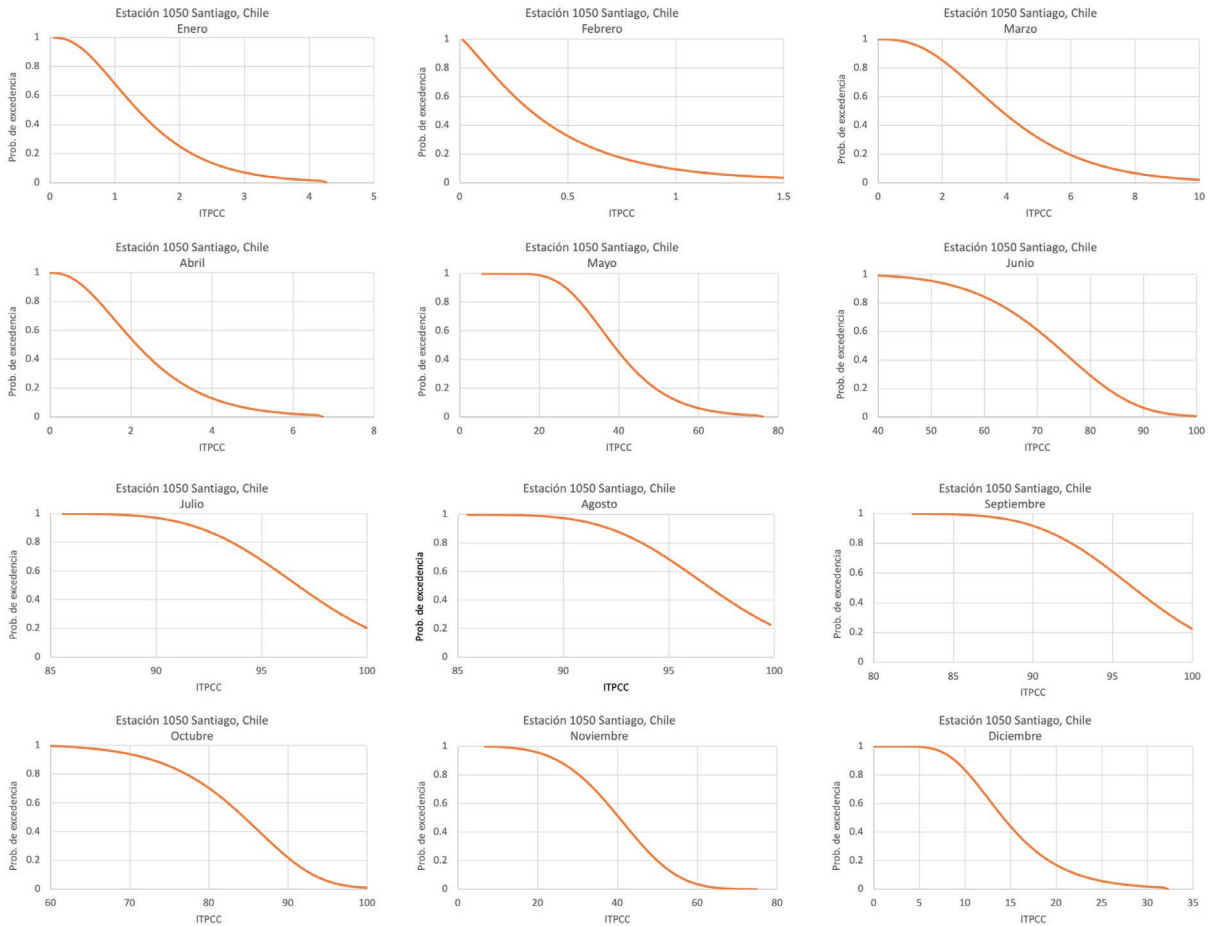 Estación 1050 Santiago, Chile
Enero
Prob. de excedencia
1
0.8
0.6
0.4
0.2
0
0 1 2 3 4 5
ITPCC
Estación 1050 Santiago, Chile
Febrero
Prob. de excedencia
1
0.8
0.6
0.4
0.2
0
0 0.5 1 1.5
ITPCC
Estación 1050 Santiago, Chile
Marzo
Prob. de excedencia
1
0.8
0.6
0.4
0.2
0
0 2 4 6 8 10
ITPCC
Estación 1050 Santiago, Chile
Abril
Prob. de excedencia
1
0.8
0.6
0.4
0.2
0
0 2 4 6 8
ITPCC
Estación 1050 Santiago, Chile
Mayo
Prob. de excedencia
1
0.8
0.6
0.4
0.2
0
0 20 40 60 80
ITPCC
Estación 1050 Santiago, Chile
Junio
Prob. de excedencia
1
0.8
0.6
0.4
0.2
0
40 50 60 70 80 90 100
ITPCC
Estación 1050 Santiago, Chile
Julio
Prob. de excedencia
1
0.8
0.6
0.4
0.2
0
85 90 95 100
ITPCC
Estación 1050 Santiago, Chile
Agosto
Prob. de excedencia
1
0.8
0.6
0.4
0.2
0
85 90 95 100
ITPCC
Estación 1050 Santiago, Chile
Septiembre
Prob. de excedencia
1
0.8
0.6
0.4
0.2
0
80 85 90 95 100
ITPCC
Estación 1050 Santiago, Chile
Octubre
Prob. de excedencia
1
0.8
0.6
0.4
0.2
0
60 70 80 90 100
ITPCC
Estación 1050 Santiago, Chile
Noviembre
Prob. de excedencia
1
0.8
0.6
0.4
0.2
0
0 20 40 60 80
ITPCC
Estación 1050 Santiago, Chile
Diciembre
Prob. de excedencia
1
0.8
0.6
0.4
0.2
0
0 5 10 15 20 25 30 35
ITPCC